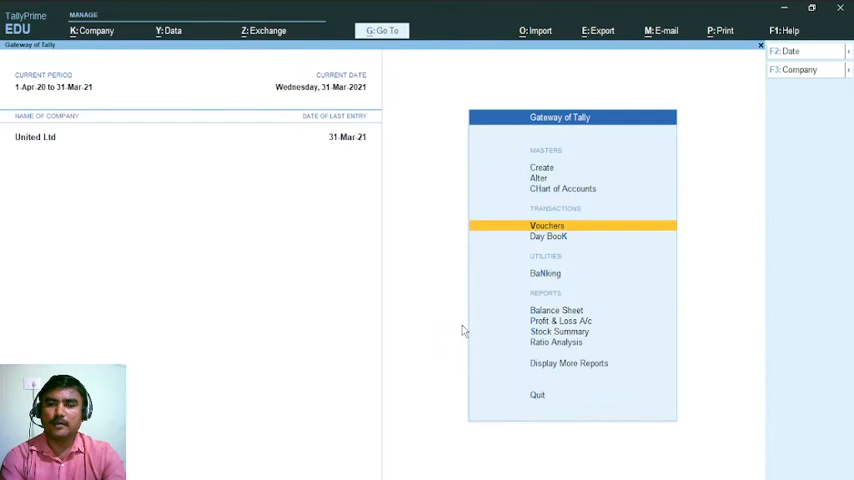 TallyPrime
MANAGE
EDU
K: Company
Y: Data
Z: Exchange
G: Go To
O: Import
E: Export
M: E-mail
P: Print
F1: Help
Gateway of Tally
x
F2: Date
F3: Company
CURRENT PERIOD
CURRENT DATE
1-Apr-20 to 31-Mar-21
Wednesday, 31-Mar-2021
NAME OF COMPANY
DATE OF LAST ENTRY
United Ltd
31-Mar-21
Gateway of Tally
MASTERS
Create
Alter
CHart of Accounts
TRANSACTIONS
Vouchers
Day BooK
UTILITIES
BaNking
REPORTS
Balance Sheet
Profit & Loss A/c
Stock Summary
Ratio Analysis
Display More Reports
Quit